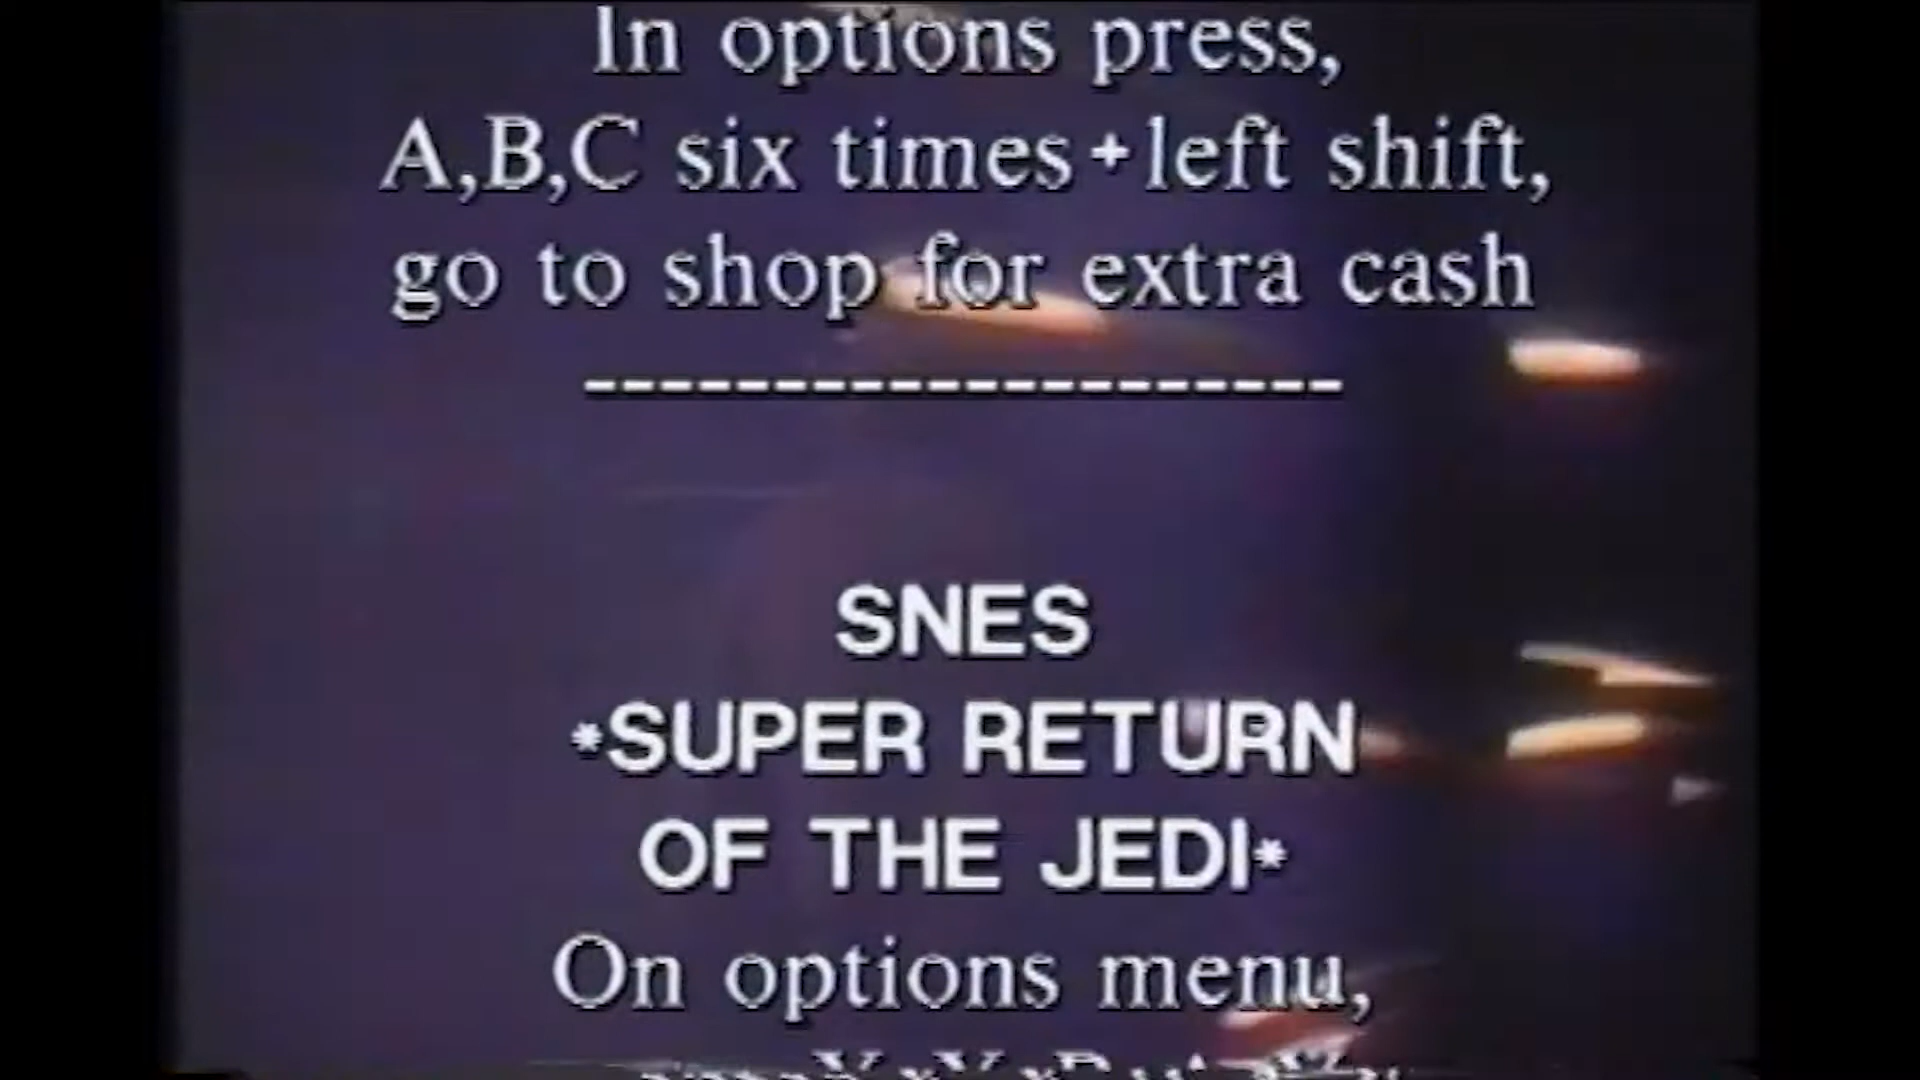 In options press,
A,B,C six times+left shift,
go to shop for extra cash
--------------------
SNES
*SUPER RETURN
OF THE JEDI*
On options menu,